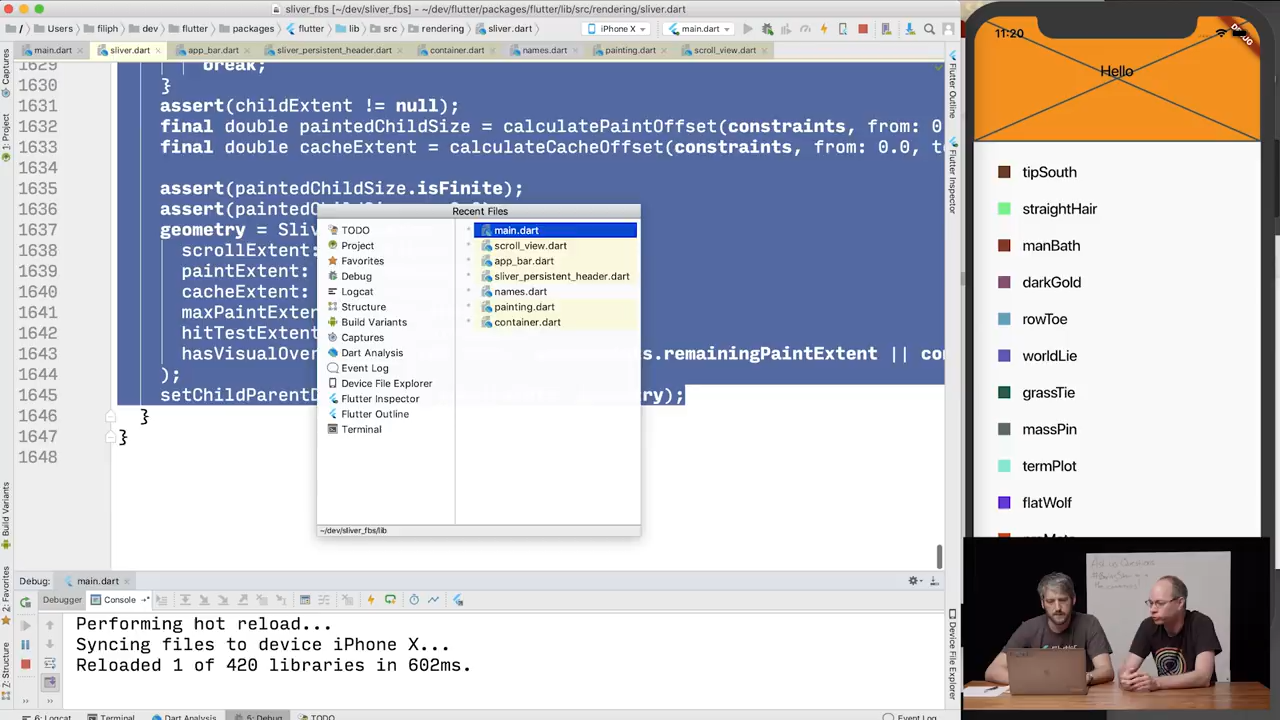 sliver_fbs [~/dev/sliver_fbs] - ~/dev/flutter/packages/flutter/lib/src/rendering/sliver.dart
/ Users filiph dev flutter packages flutter lib src rendering sliver.dart iPhone X main.dart
main.dart sliver.dart app_bar.dart sliver_persistent_header.dart container.dart names.dart painting.dart scroll_view.dart
1629 break;
1630 }
1631 assert(childExtent != null);
1632 final double paintedChildSize = calculatePaintOffset(constraints, from: 0
1633 final double cacheExtent = calculateCacheOffset(constraints, from: 0.0, t
1634
1635 assert(paintedChildSize.isFinite);
1636 assert(painted
1637 geometry = Sliv
1638 scrollExtent:
1639 paintExtent:
1640 cacheExtent:
1641 maxPaintExten
1642 hitTestExtent
1643 hasVisualOver s.remainingPaintExtent || co
1644 );
1645 setChildParentD ry);
1646 }
1647 }
1648
Recent Files
TODO
Project
Favorites
Debug
Logcat
Structure
Build Variants
Captures
Dart Analysis
Event Log
Device File Explorer
Flutter Inspector
Flutter Outline
Terminal
main.dart
scroll_view.dart
app_bar.dart
sliver_persistent_header.dart
names.dart
painting.dart
container.dart
~/dev/sliver_fbs/lib
Captures
1: Project
Build Variants
2: Favorites
7: Structure
Flutter Outline
Flutter Inspector
Device File Explorer
Debug: main.dart
Debugger Console
Performing hot reload...
Syncing files to device iPhone X...
Reloaded 1 of 420 libraries in 602ms.
6: Logcat Terminal Dart Analysis 5: Debug TODO Event Log
11:20
Hello
tipSouth
straightHair
manBath
darkGold
rowToe
worldLie
grassTie
massPin
termPlot
flatWolf